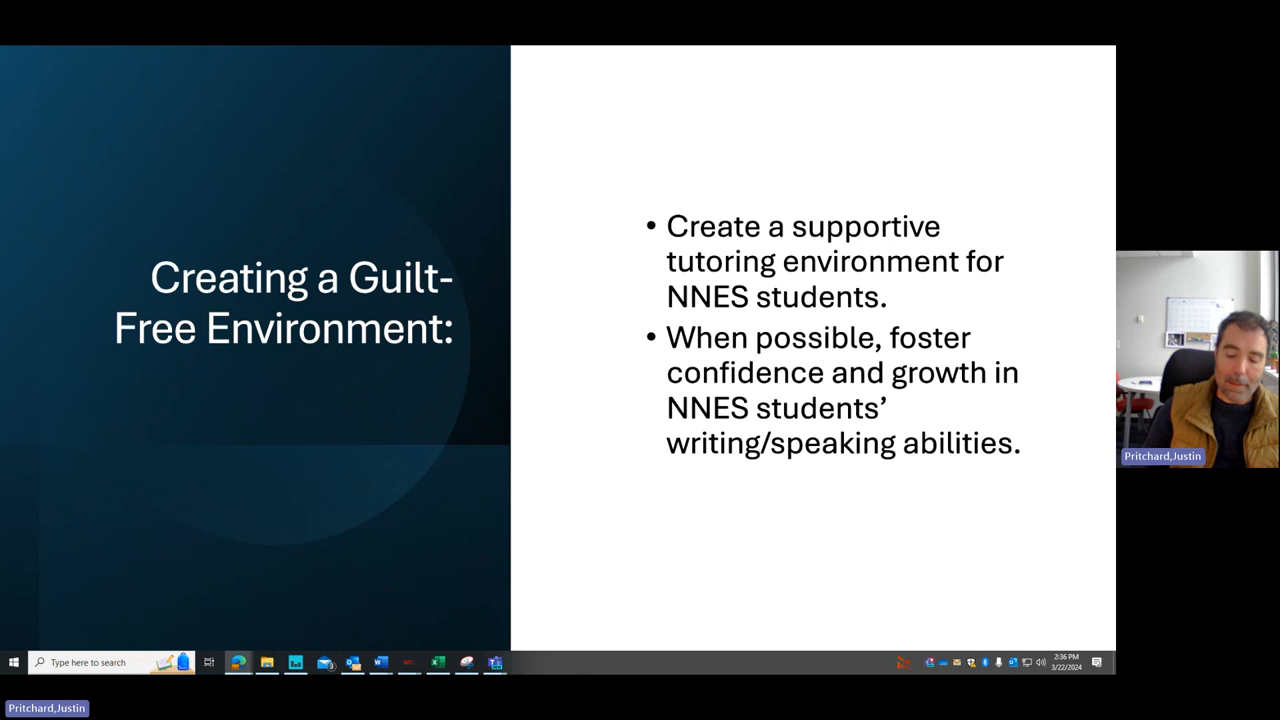 Creating a Guilt-
Free Environment:
• Create a supportive
tutoring environment for
NNES students.
• When possible, foster
confidence and growth in
NNES students’
writing/speaking abilities.
Pritchard,Justin
Type here to search
2:36 PM
3/22/2024
Pritchard,Justin